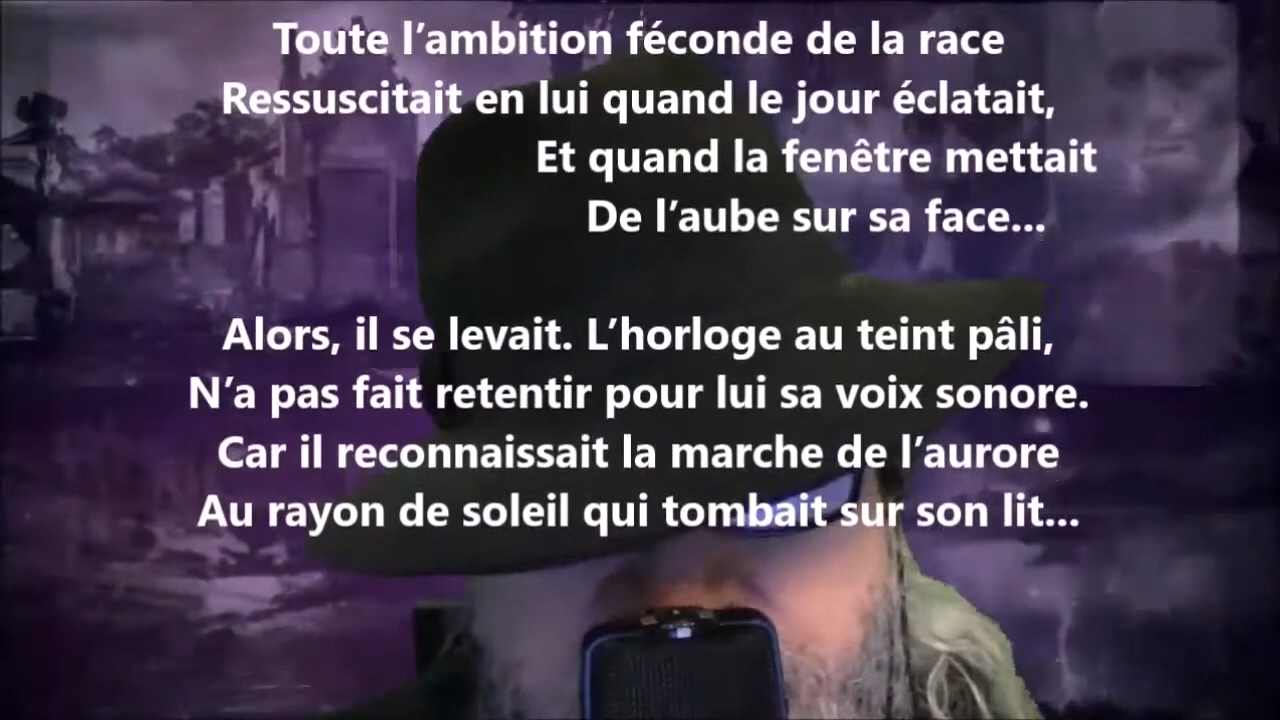 Toute l’ambition féconde de la race
Ressuscitait en lui quand le jour éclatait,
Et quand la fenêtre mettait
De l’aube sur sa face...
Alors, il se levait. L’horloge au teint pâli,
N’a pas fait retentir pour lui sa voix sonore.
Car il reconnaissait la marche de l’aurore
Au rayon de soleil qui tombait sur son lit...